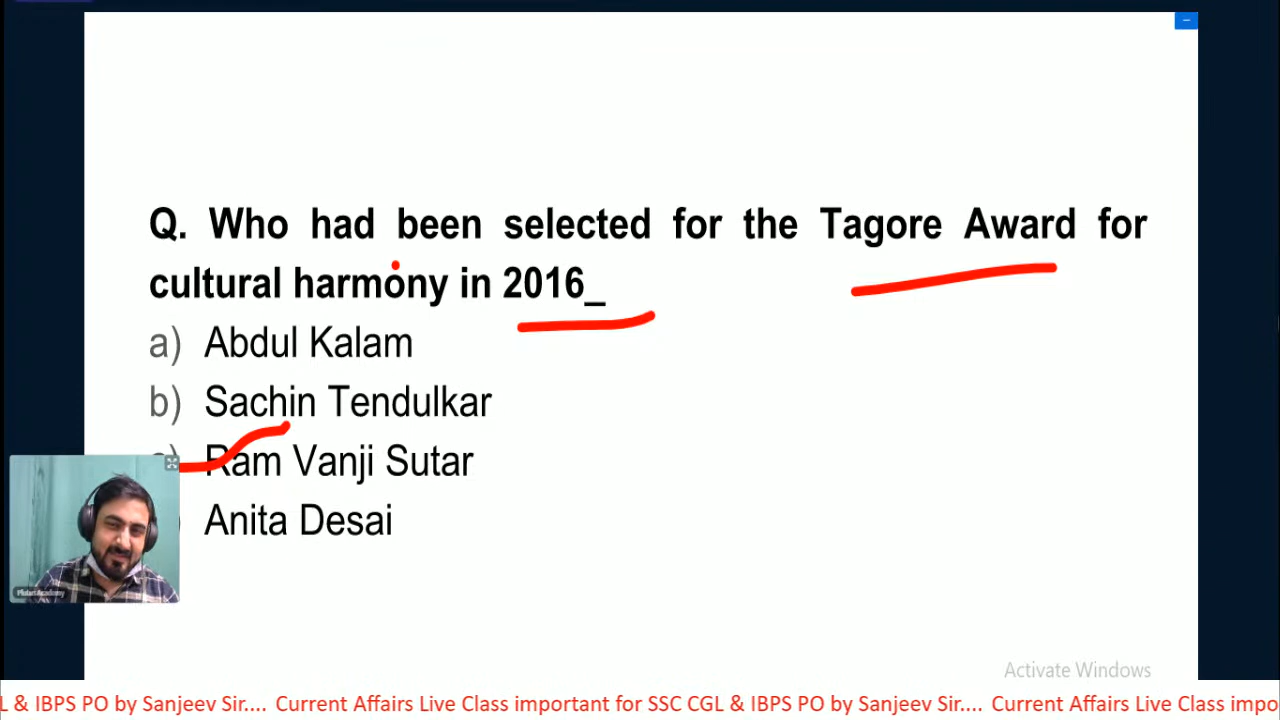 Q. Who had been selected for the Tagore Award for
cultural harmony in 2016_
a) Abdul Kalam
b) Sachin Tendulkar
Ram Vanji Sutar
Anita Desai
Activate Windows
L & IBPS PO by Sanjeev Sir.... Current Affairs Live Class important for SSC CGL & IBPS PO by Sanjeev Sir.... Current Affairs Live Class impo